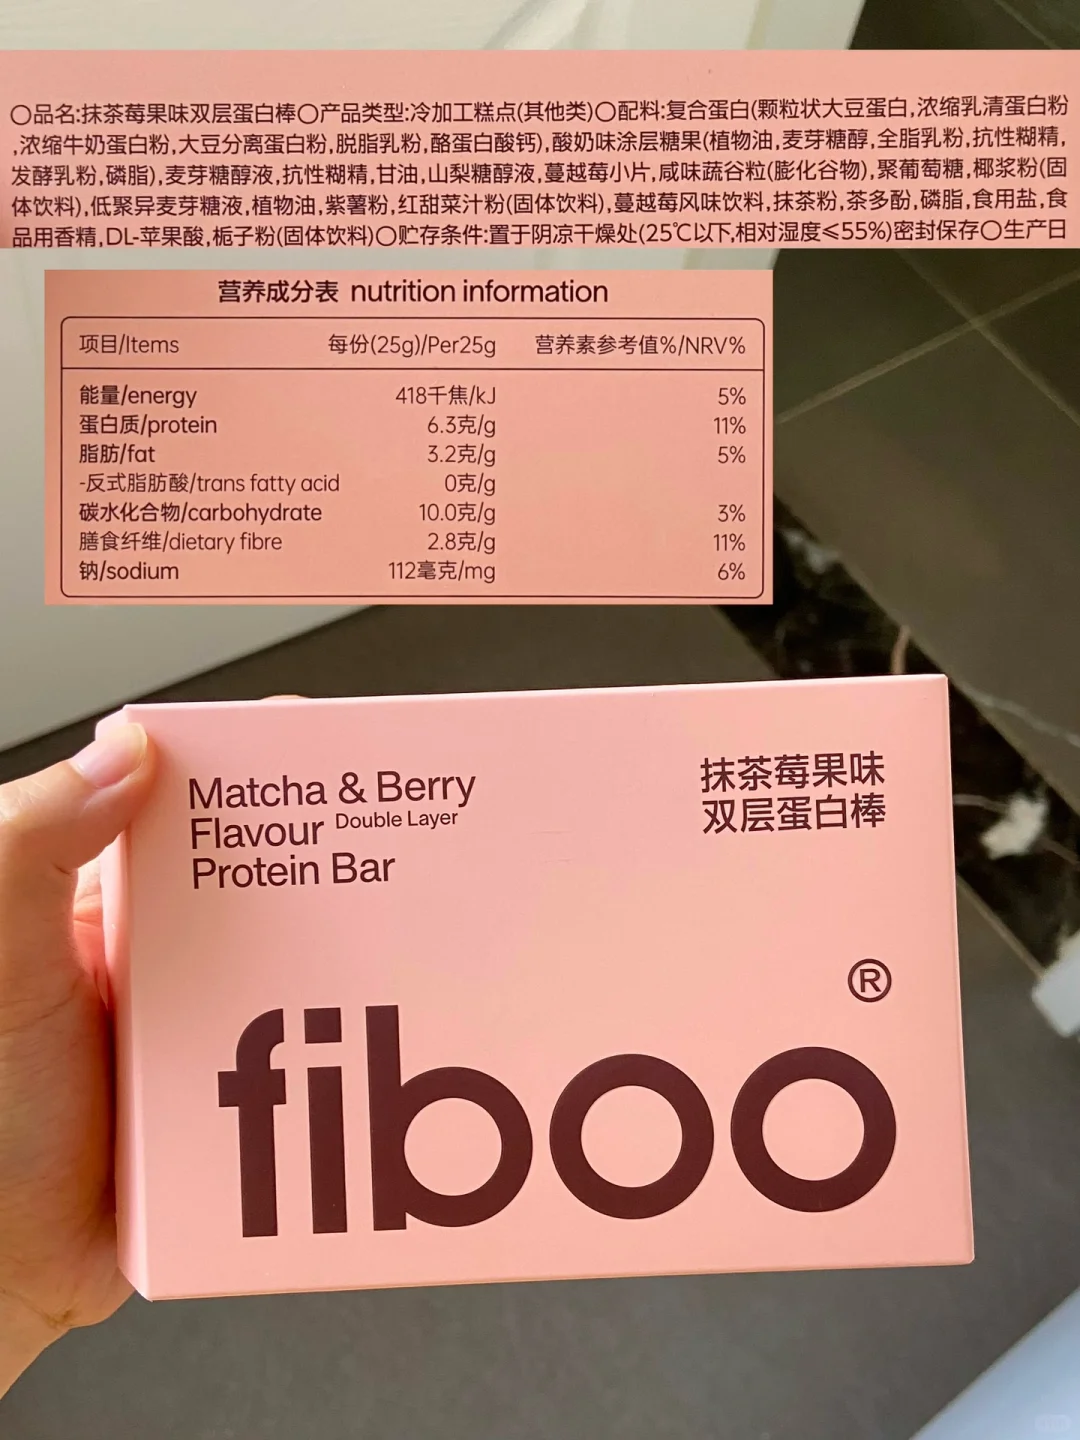 〇品名:抹茶莓果味双层蛋白棒〇产品类型:冷加工糕点(其他类)〇配料:复合蛋白(颗粒状大豆蛋白,浓缩乳清蛋白粉
,浓缩牛奶蛋白粉,大豆分离蛋白粉,脱脂乳粉,酪蛋白酸钙),酸奶味涂层糖果(植物油,麦芽糖醇,全脂乳粉,抗性糊精,
发酵乳粉,磷脂),麦芽糖醇液,抗性糊精,甘油,山梨糖醇液,蔓越莓小片,咸味蔬谷粒(膨化谷物),聚葡萄糖,椰浆粉(固
体饮料),低聚异麦芽糖液,植物油,紫薯粉,红甜菜汁粉(固体饮料),蔓越莓风味饮料,抹茶粉,茶多酚,磷脂,食用盐,食
品用香精,DL-苹果酸,栀子粉(固体饮料)〇贮存条件:置于阴凉干燥处(25℃以下,相对湿度≤55%)密封保存〇生产日
营养成分表 nutrition information
项目/Items 每份(25g)/Per25g 营养素参考值%/NRV%
能量/energy 418千焦/kJ 5%
蛋白质/protein 6.3克/g 11%
脂肪/fat 3.2克/g 5%
-反式脂肪酸/trans fatty acid 0克/g
碳水化合物/carbohydrate 10.0克/g 3%
膳食纤维/dietary fibre 2.8克/g 11%
钠/sodium 112毫克/mg 6%
Matcha & Berry
Flavour Double Layer
Protein Bar
抹茶莓果味
双层蛋白棒
fiboo®